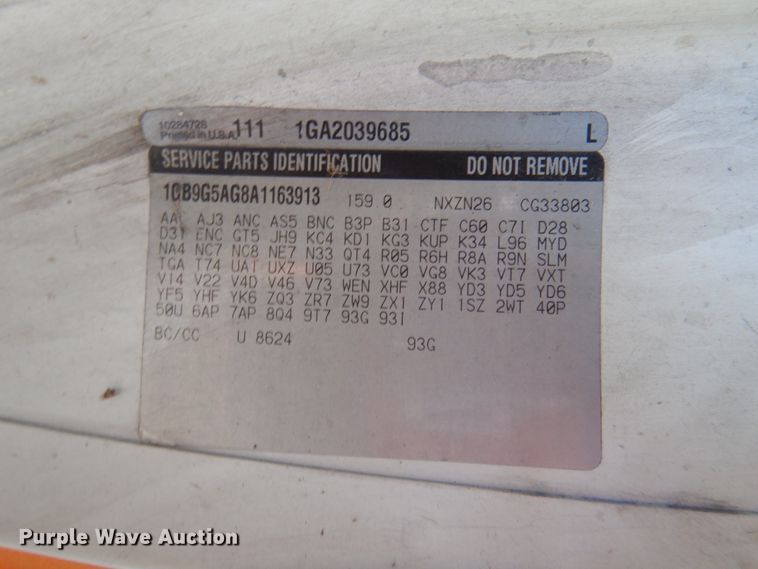 10284728 111 1GA2039685 L
Printed in U.S.A.
SERVICE PARTS IDENTIFICATION DO NOT REMOVE
1GB9G5AG8A1163913 159.0 NXZN26 CG33803
AJ3 ANC AS5 BNC B3P B31 CTF C60 C71 D28
D31 ENC GT5 JH9 KC4 KD1 KG3 KUP K34 L96 MYD
NA4 NC7 NC8 NE7 N33 QT4 R05 R6H R8A R9N SLM
TGA T74 UAT UXZ U05 U73 VC0 VG8 VK3 VT7 VXT
V14 V22 V4D V46 V73 WEN XHF X88 YD3 YD5 YD6
YF5 YHF YK6 ZQ3 ZR7 ZW9 ZX1 ZY1 1SZ 2WT 40P
50U 6AP 7AP 8Q4 9T7 93G 93I
BC/CC U 8624 93G
Purple Wave Auction